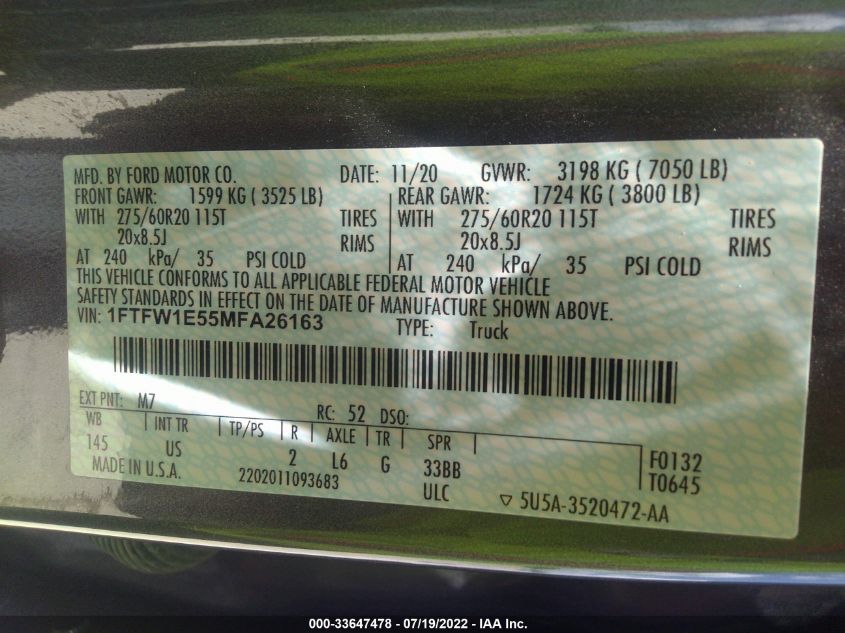 MFD. BY FORD MOTOR CO. DATE: 11/20 GVWR: 3198 KG ( 7050 LB)
FRONT GAWR: 1599 KG ( 3525 LB) REAR GAWR: 1724 KG ( 3800 LB)
WITH 275/60R20 115T TIRES WITH 275/60R20 115T TIRES
20x8.5J RIMS 20x8.5J RIMS
AT 240 kPa/ 35 PSI COLD AT 240 kPa/ 35 PSI COLD
THIS VEHICLE CONFORMS TO ALL APPLICABLE FEDERAL MOTOR VEHICLE
SAFETY STANDARDS IN EFFECT ON THE DATE OF MANUFACTURE SHOWN ABOVE.
VIN: 1FTFW1E55MFA26163 TYPE: Truck
EXT PNT: M7 RC: 52 DSO:
WB INT TR TP/PS R AXLE TR SPR
145 US 2 L6 G 33BB F0132
MADE IN U.S.A. 2202011093683 ULC T0645
5U5A-3520472-AA
000-33647478 - 07/19/2022 - IAA Inc.